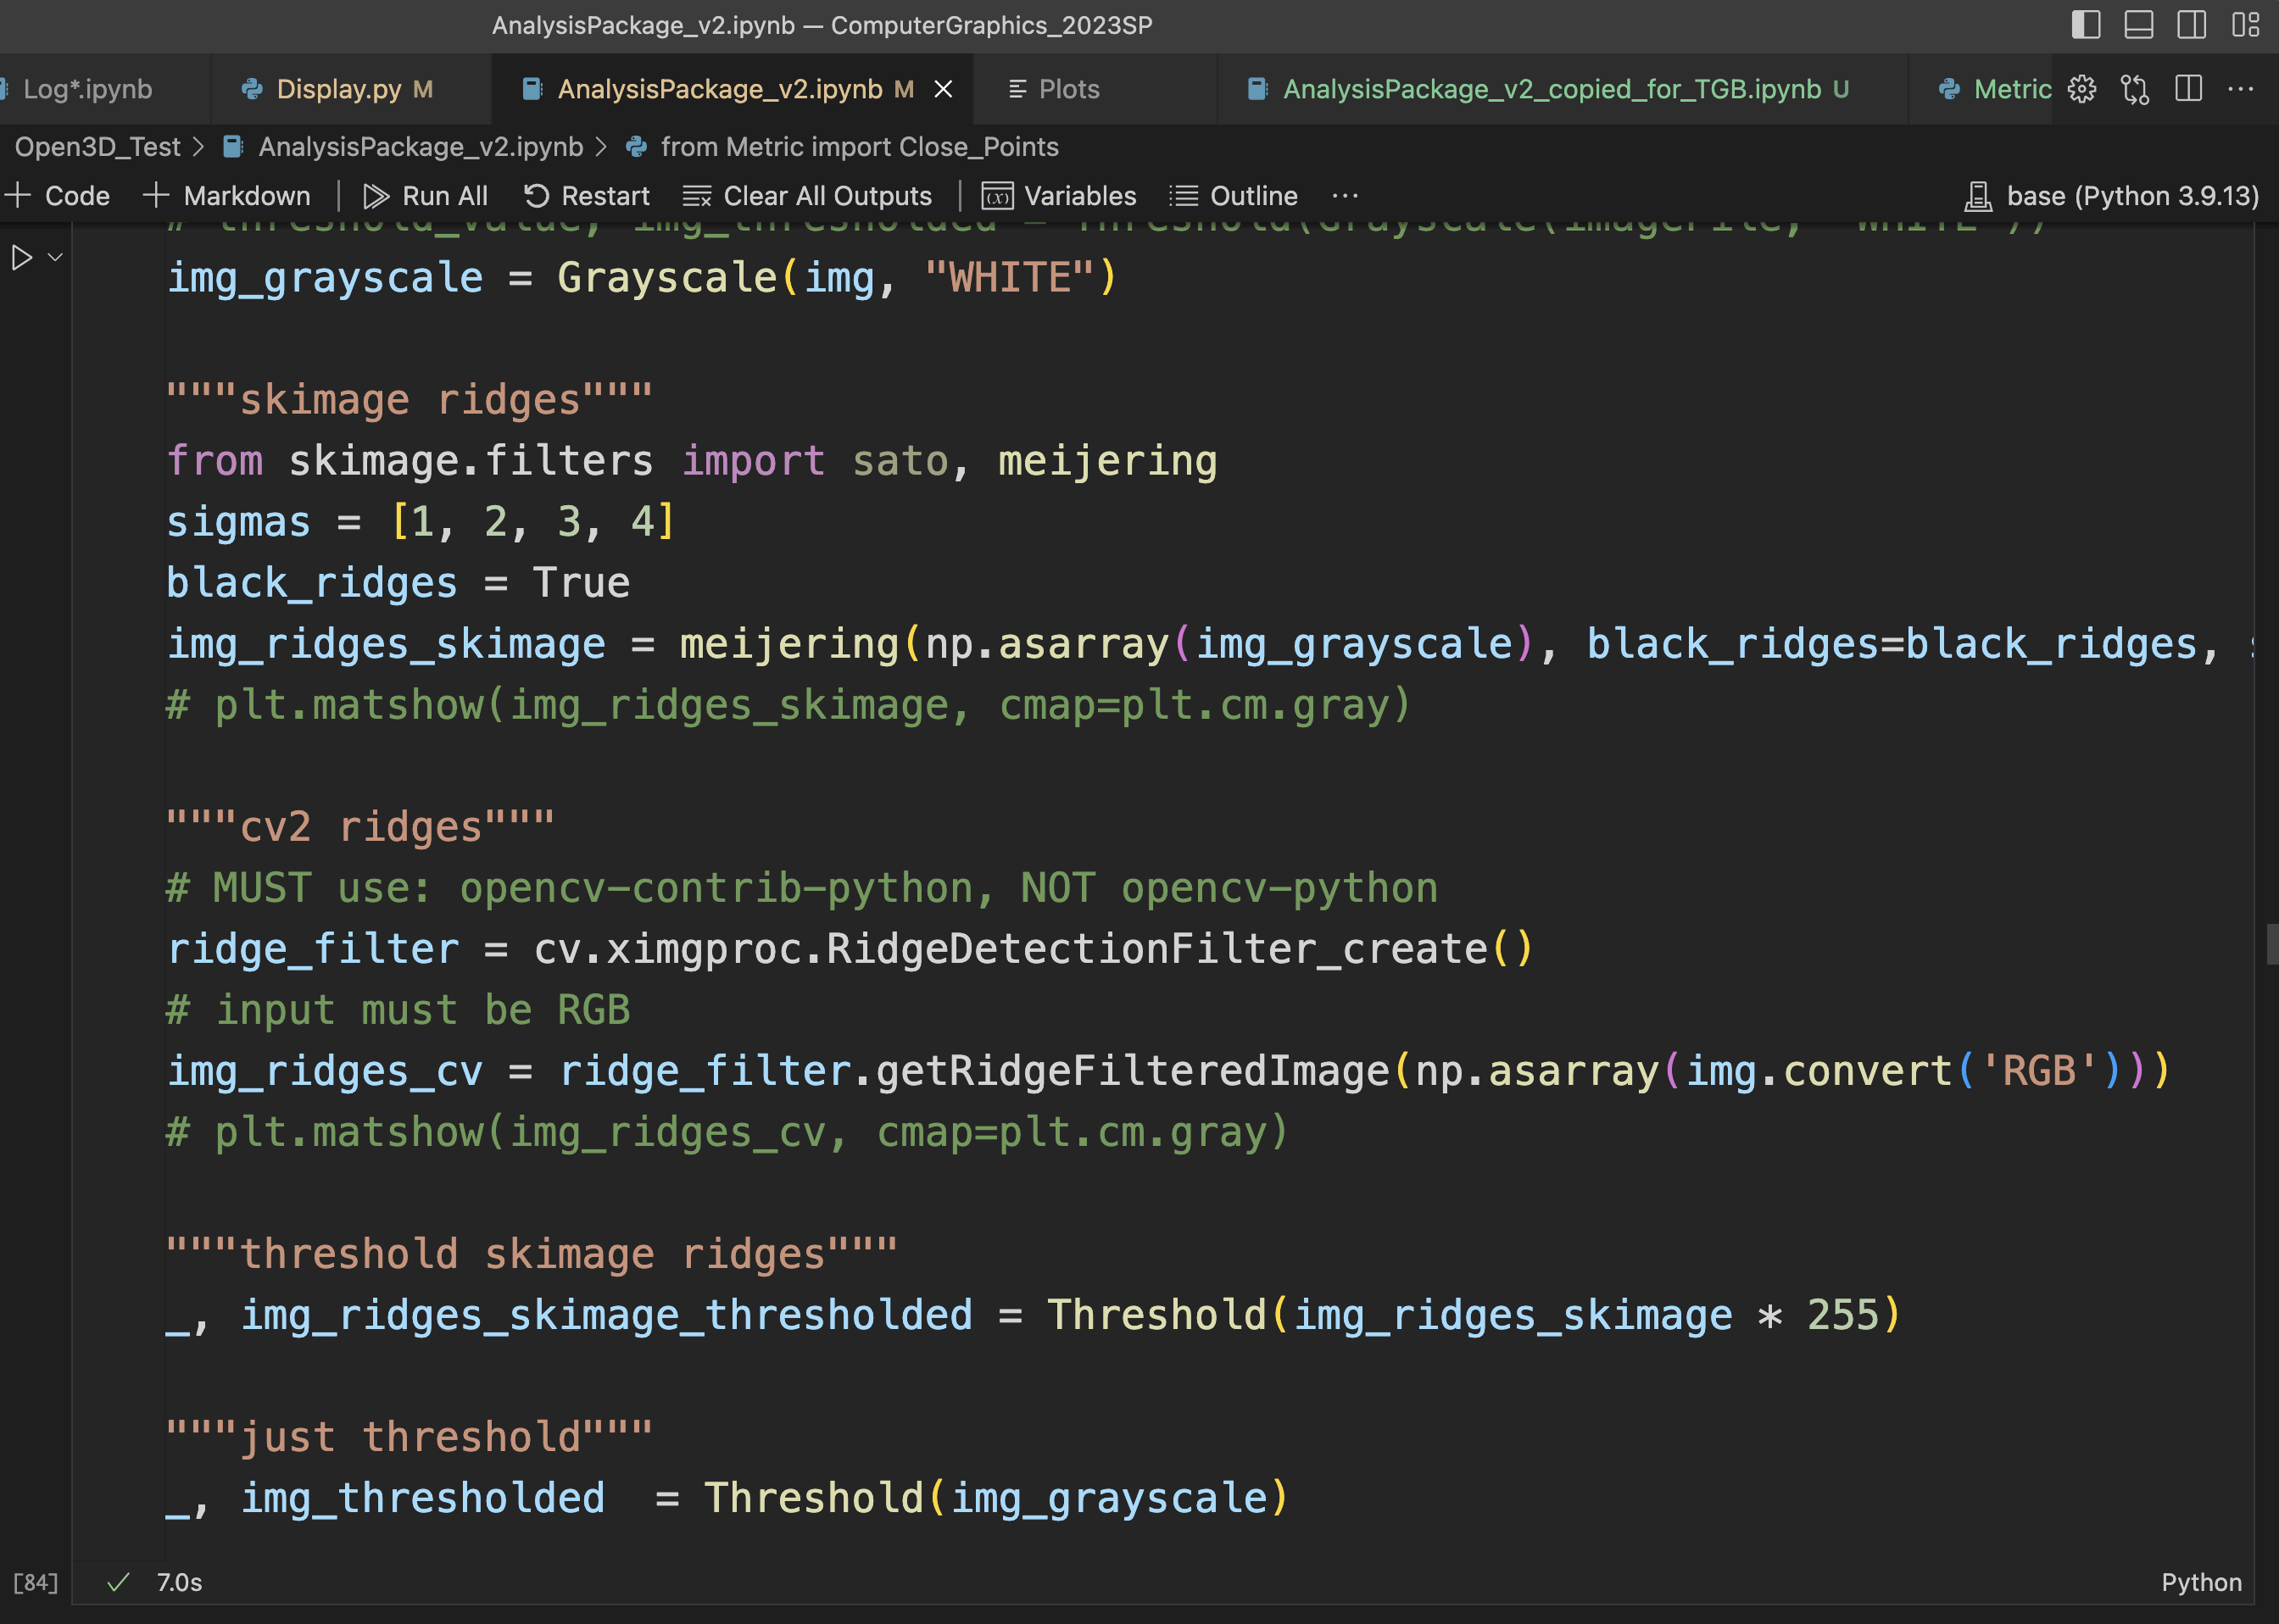 AnalysisPackage_v2.ipynb — ComputerGraphics_2023SP
Log*.ipynb Display.py M AnalysisPackage_v2.ipynb M Plots AnalysisPackage_v2_copied_for_TGB.ipynb U Metric
Open3D_Test > AnalysisPackage_v2.ipynb > from Metric import Close_Points
+ Code + Markdown | Run All Restart Clear All Outputs | Variables Outline ... base (Python 3.9.13)
# threshold_value, img_thresholded = Threshold(Grayscale(imageFile, "WHITE"))
img_grayscale = Grayscale(img, "WHITE")
"""skimage ridges"""
from skimage.filters import sato, meijering
sigmas = [1, 2, 3, 4]
black_ridges = True
img_ridges_skimage = meijering(np.asarray(img_grayscale), black_ridges=black_ridges,
# plt.matshow(img_ridges_skimage, cmap=plt.cm.gray)
"""cv2 ridges"""
# MUST use: opencv-contrib-python, NOT opencv-python
ridge_filter = cv.ximgproc.RidgeDetectionFilter_create()
# input must be RGB
img_ridges_cv = ridge_filter.getRidgeFilteredImage(np.asarray(img.convert('RGB')))
# plt.matshow(img_ridges_cv, cmap=plt.cm.gray)
"""threshold skimage ridges"""
_, img_ridges_skimage_thresholded = Threshold(img_ridges_skimage * 255)
"""just threshold"""
_, img_thresholded  = Threshold(img_grayscale)
[84] ✓ 7.0s Python